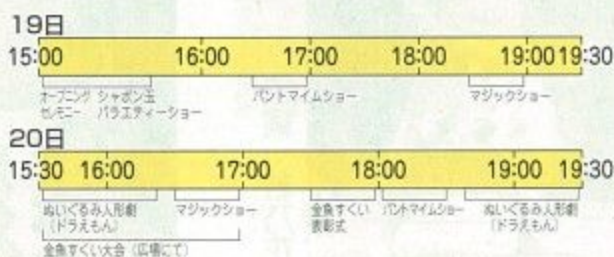 19日
15:00 16:00 17:00 18:00 19:00 19:30
オープニング シャボン玉 パントマイムショー マジックショー
セレモニー バラエティーショー
20日
15:30 16:00 17:00 18:00 19:00 19:30
ぬいぐるみ人形劇 マジックショー 金魚すくい パントマイムショー ぬいぐるみ人形劇
（ドラえもん） 表彰式 （ドラえもん）
金魚すくい大会（広場にて）